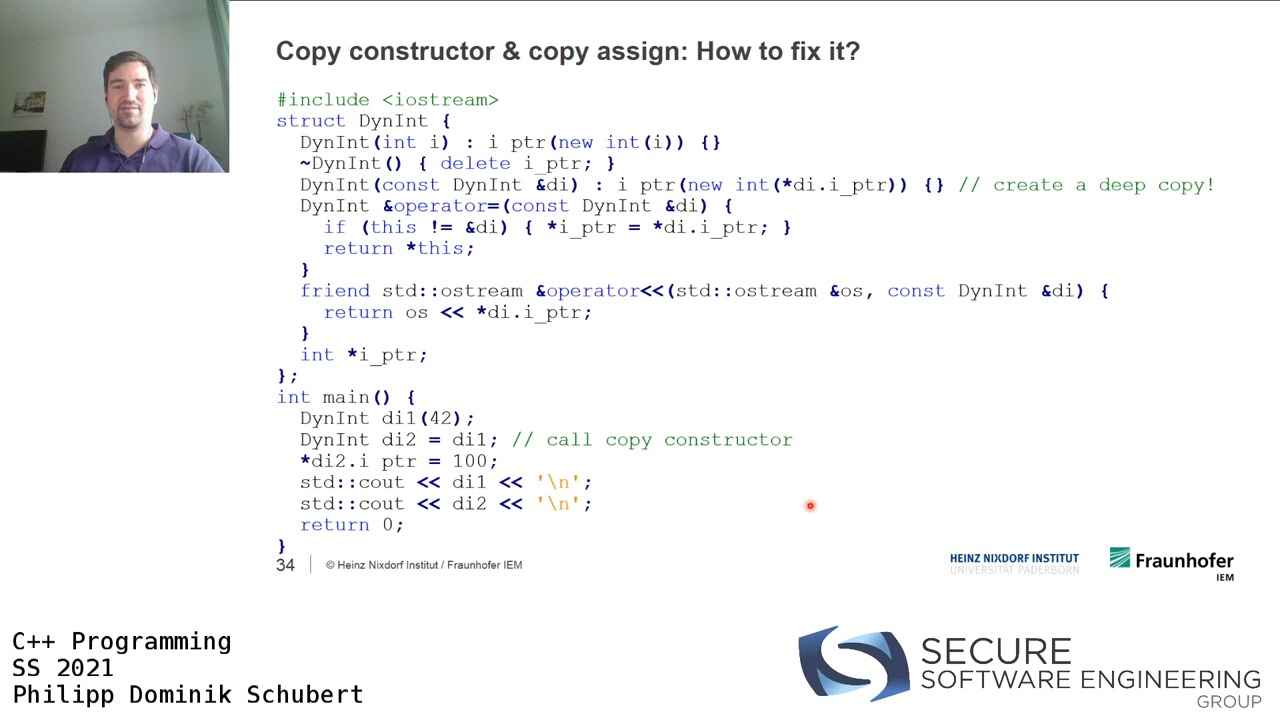 Copy constructor & copy assign: How to fix it?
#include <iostream>
struct DynInt {
DynInt(int i) : i ptr(new int(i)) {}
~DynInt() { delete i_ptr; }
DynInt(const DynInt &di) : i ptr(new int(*di.i_ptr)) {} // create a deep copy!
DynInt &operator=(const DynInt &di) {
if (this != &di) { *i_ptr = *di.i_ptr; }
return *this;
}
friend std::ostream &operator<<(std::ostream &os, const DynInt &di) {
return os << *di.i_ptr;
}
int *i_ptr;
};
int main() {
DynInt di1(42);
DynInt di2 = di1; // call copy constructor
*di2.i ptr = 100;
std::cout << di1 << '\n';
std::cout << di2 << '\n';
return 0;
}
34 © Heinz Nixdorf Institut / Fraunhofer IEM
HEINZ NIXDORF INSTITUT
UNIVERSITÄT PADERBORN
Fraunhofer
IEM
C++ Programming
SS 2021
Philipp Dominik Schubert
SECURE
SOFTWARE ENGINEERING
GROUP